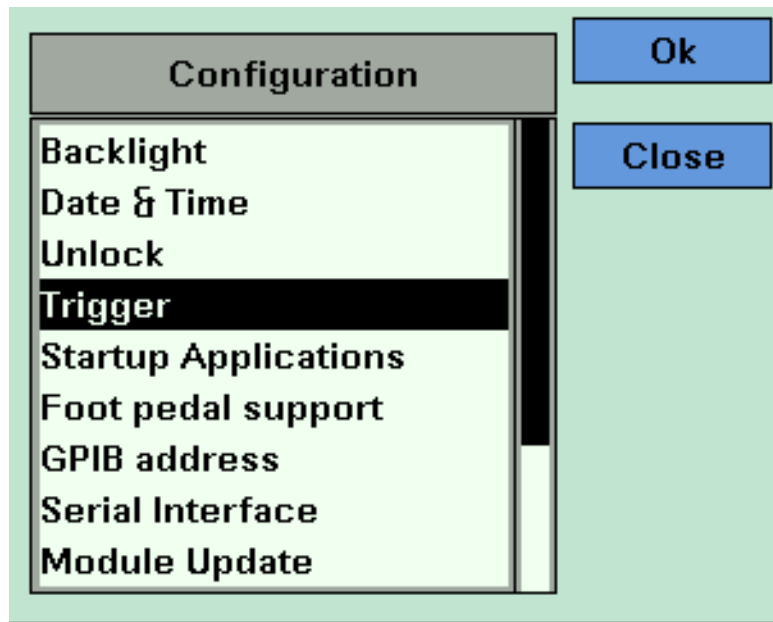 Configuration
Ok
Close
Backlight
Date & Time
Unlock
Trigger
Startup Applications
Foot pedal support
GPIB address
Serial Interface
Module Update